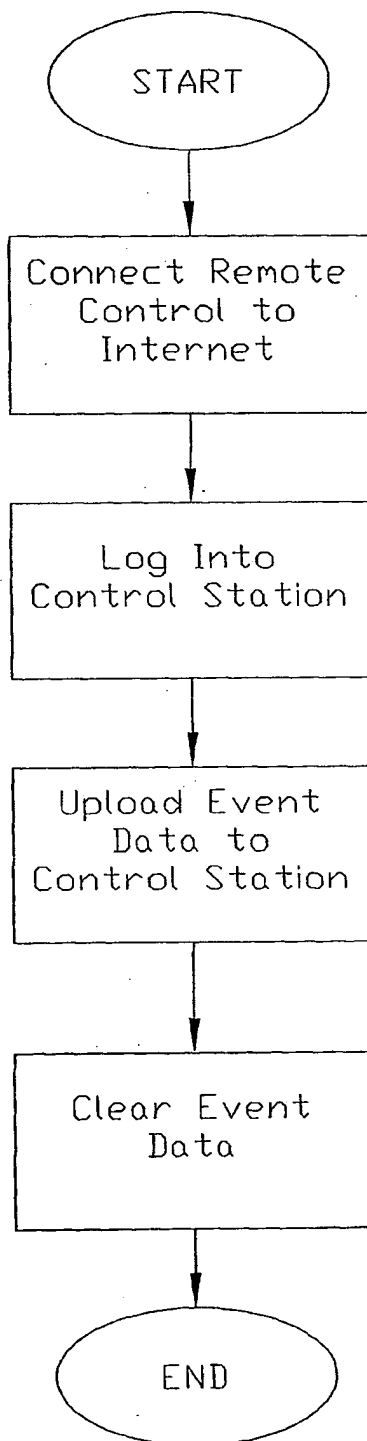 START
Connect Remote
Control to
Internet
Log Into
Control Station
Upload Event
Data to
Control Station
Clear Event
Data
END